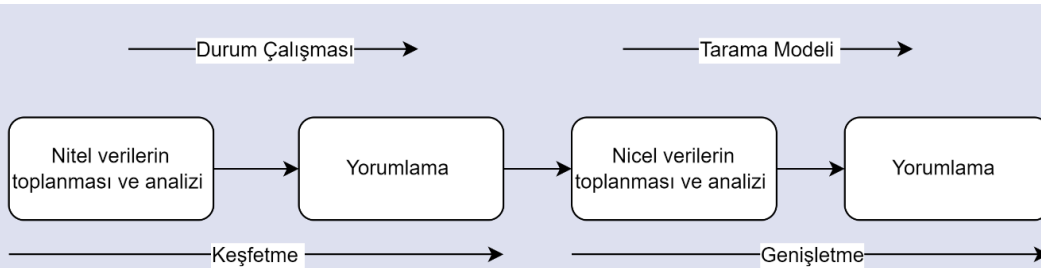 Durum Çalışması
Tarama Modeli
Nitel verilerin
toplanması ve analizi
Yorumlama
Nicel verilerin
toplanması ve analizi
Yorumlama
Keşfetme
Genişletme